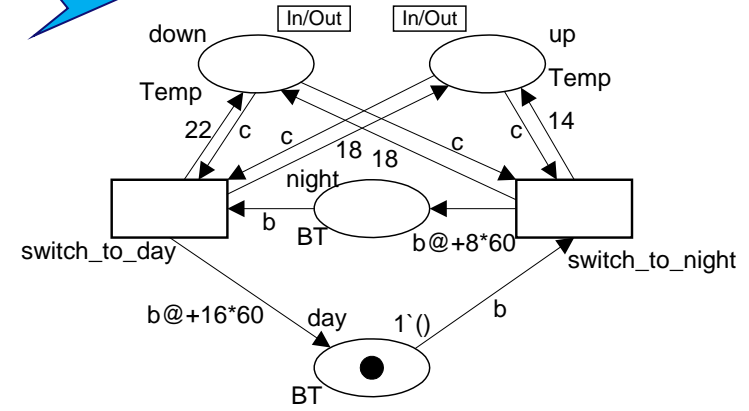 In/Out In/Out
down up
Temp Temp
22 c c 18 18 c c 14
night
b BT b@+8*60
switch_to_day switch_to_night
b@+16*60 day 1`() b
BT